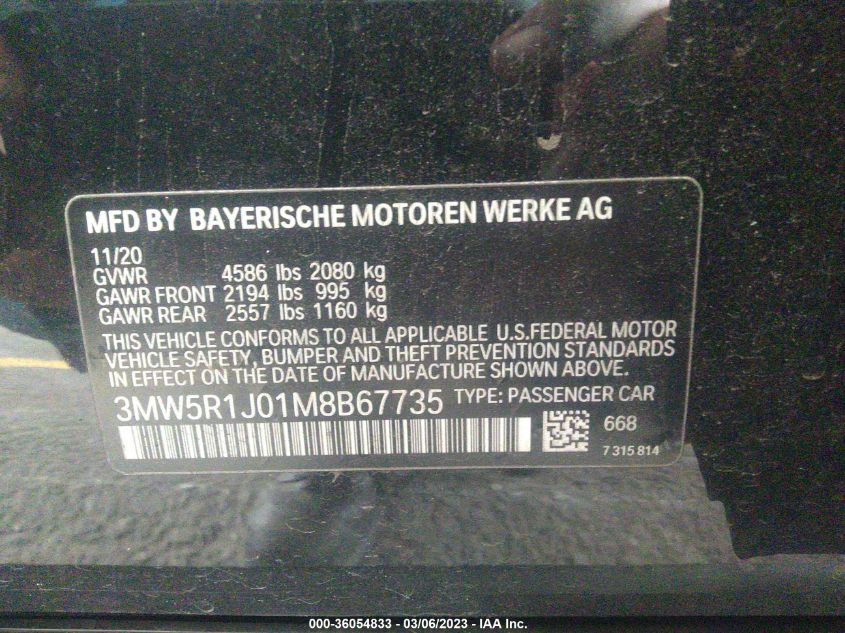 MFD BY BAYERISCHE MOTOREN WERKE AG
11/20
GVWR 4586 lbs 2080 kg
GAWR FRONT 2194 lbs 995 kg
GAWR REAR 2557 lbs 1160 kg
THIS VEHICLE CONFORMS TO ALL APPLICABLE U.S.FEDERAL MOTOR
VEHICLE SAFETY, BUMPER AND THEFT PREVENTION STANDARDS
IN EFFECT ON THE DATE OF MANUFACTURE SHOWN ABOVE.
3MW5R1J01M8B67735 TYPE: PASSENGER CAR
668
7 315 814
000-36054833 - 03/06/2023 - IAA Inc.